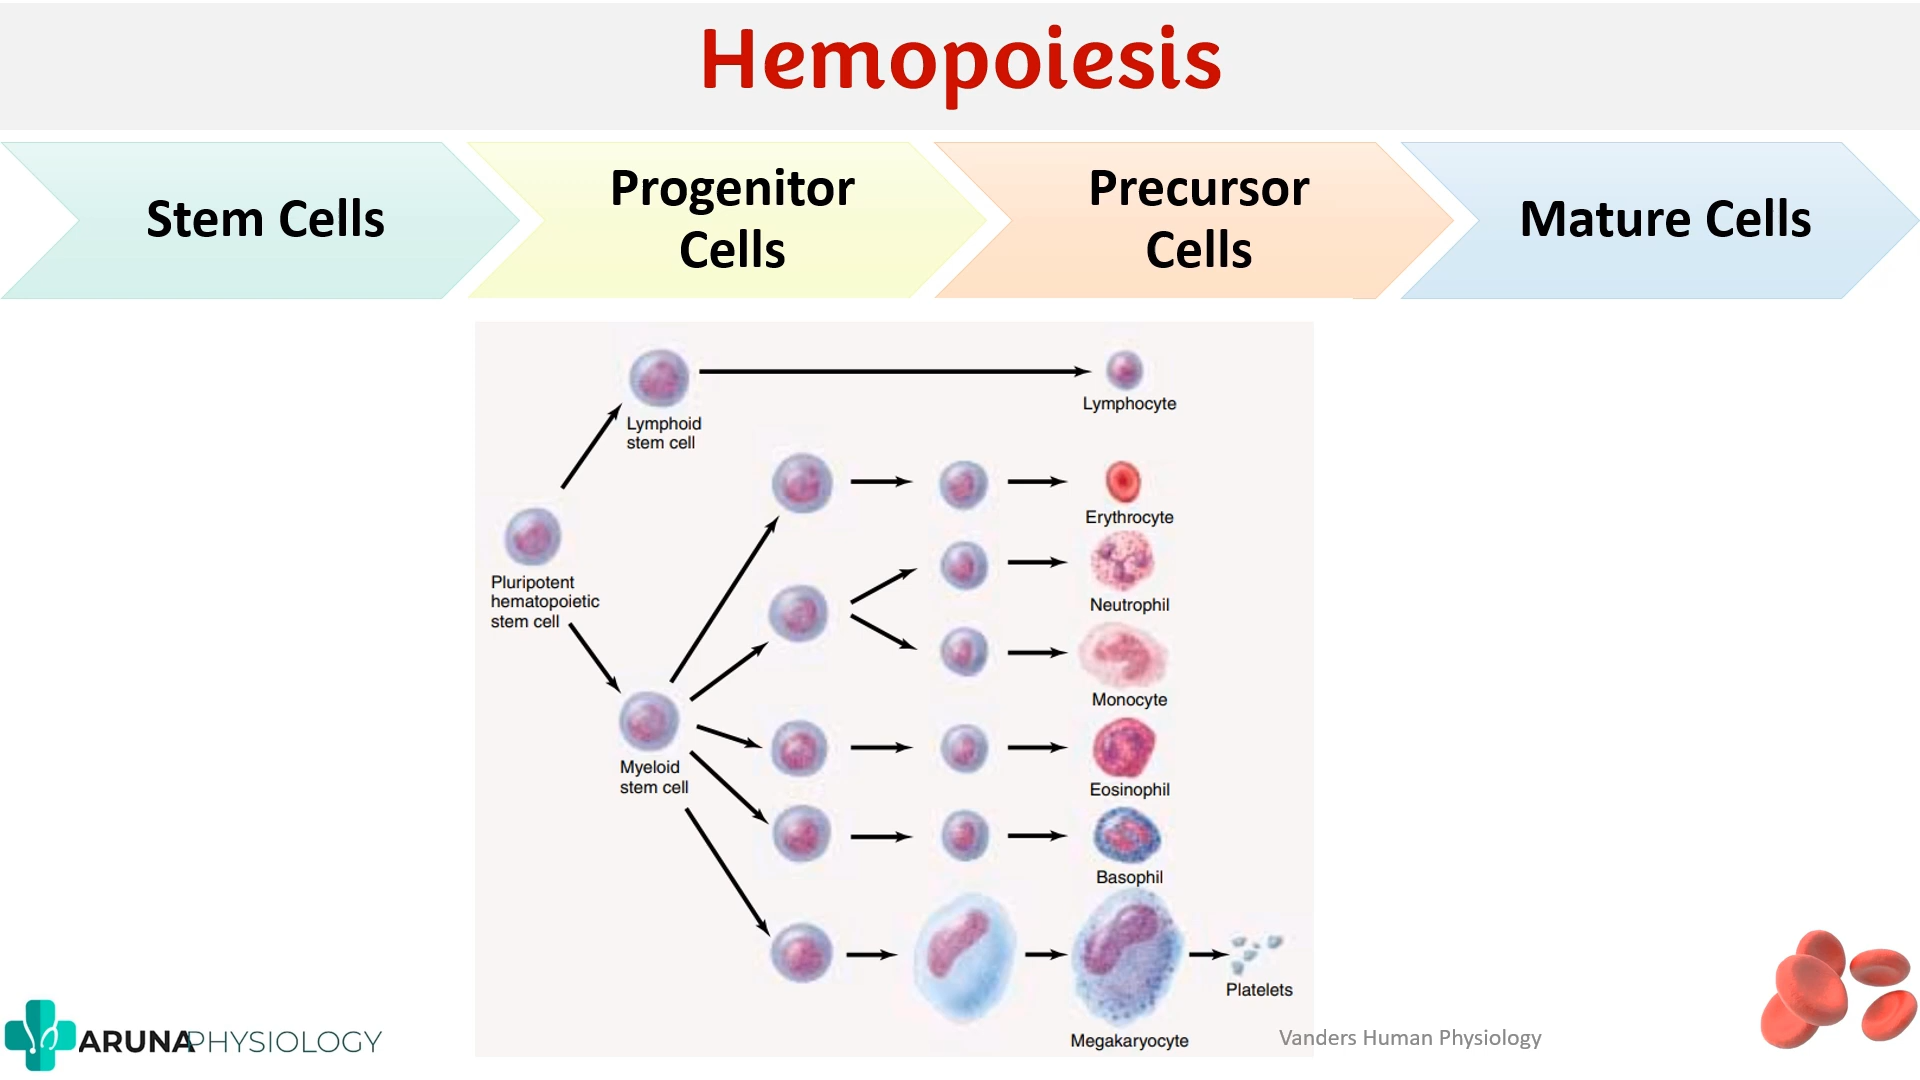 Hemopoiesis
Stem Cells
Progenitor
Cells
Precursor
Cells
Mature Cells
Lymphoid
stem cell
Lymphocyte
Erythrocyte
Pluripotent
hematopoietic
stem cell
Neutrophil
Monocyte
Myeloid
stem cell
Eosinophil
Basophil
Platelets
Megakaryocyte
Vanders Human Physiology
ARUNAPHYSIOLOGY